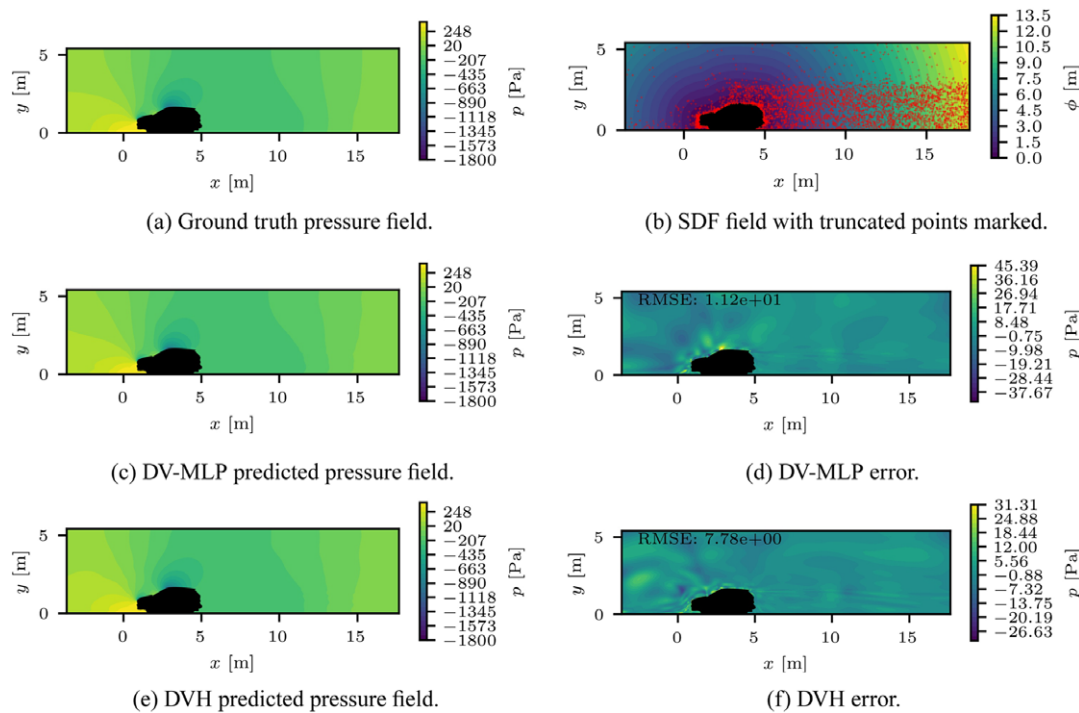 248
20
−207
−435
−663
−890
−1118
−1345
−1573
−1800
p [Pa]
y [m]
5
0
0 5 10 15
x [m]
(a) Ground truth pressure field.
13.5
12.0
10.5
9.0
7.5
6.0
4.5
3.0
1.5
0.0
ϕ [m]
y [m]
5
0
0 5 10 15
x [m]
(b) SDF field with truncated points marked.
248
20
−207
−435
−663
−890
−1118
−1345
−1573
−1800
p [Pa]
y [m]
5
0
0 5 10 15
x [m]
(c) DV-MLP predicted pressure field.
RMSE: 1.12e+01
45.39
36.16
26.94
17.71
8.48
−0.75
−9.98
−19.21
−28.44
−37.67
p [Pa]
y [m]
5
0
0 5 10 15
x [m]
(d) DV-MLP error.
248
20
−207
−435
−663
−890
−1118
−1345
−1573
−1800
p [Pa]
y [m]
5
0
0 5 10 15
x [m]
(e) DVH predicted pressure field.
RMSE: 7.78e+00
31.31
24.88
18.44
12.00
5.56
−0.88
−7.32
−13.75
−20.19
−26.63
p [Pa]
y [m]
5
0
0 5 10 15
x [m]
(f) DVH error.